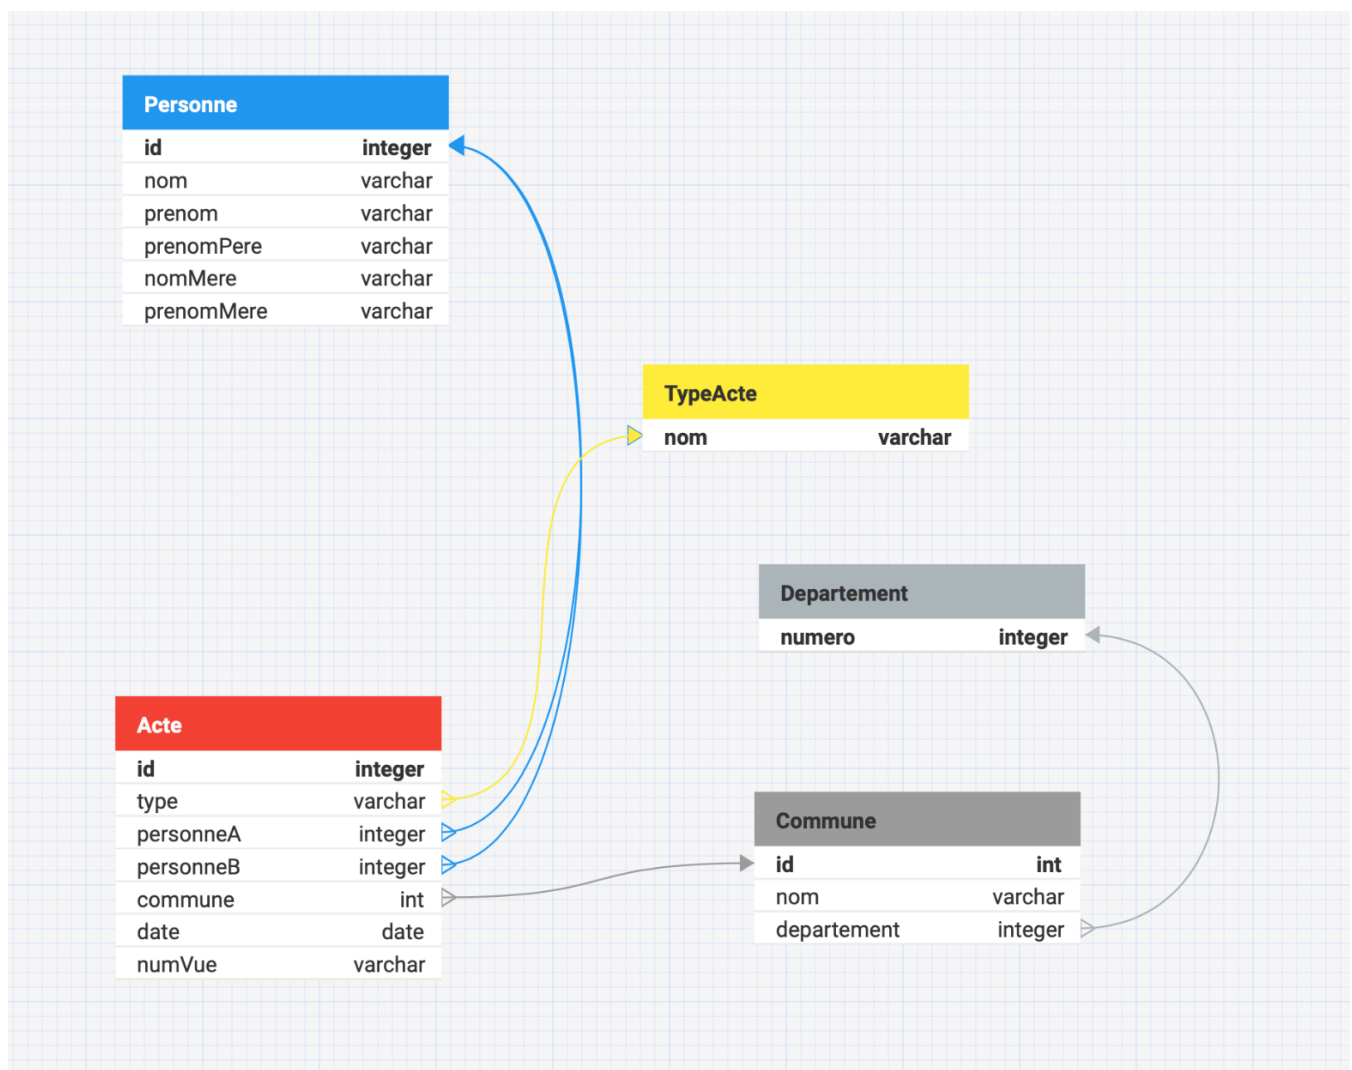 Personne
id integer
nom varchar
prenom varchar
prenomPere varchar
nomMere varchar
prenomMere varchar
TypeActe
nom varchar
Departement
numero integer
Acte
id integer
type varchar
personneA integer
personneB integer
commune int
date date
numVue varchar
Commune
id int
nom varchar
departement integer